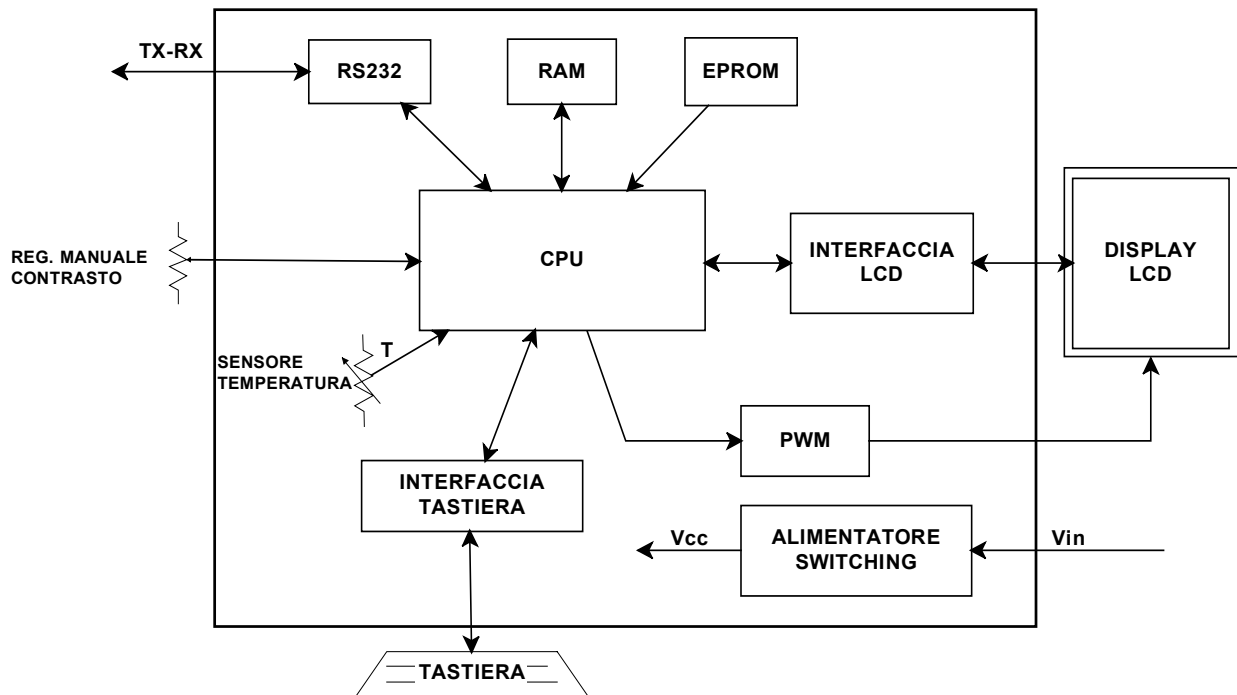 TX-RX
RS232
RAM
EPROM
REG. MANUALE
CONTRASTO
CPU
INTERFACCIA
LCD
DISPLAY
LCD
T
SENSORE
TEMPERATURA
PWM
INTERFACCIA
TASTIERA
Vcc
ALIMENTATORE
SWITCHING
Vin
TASTIERA